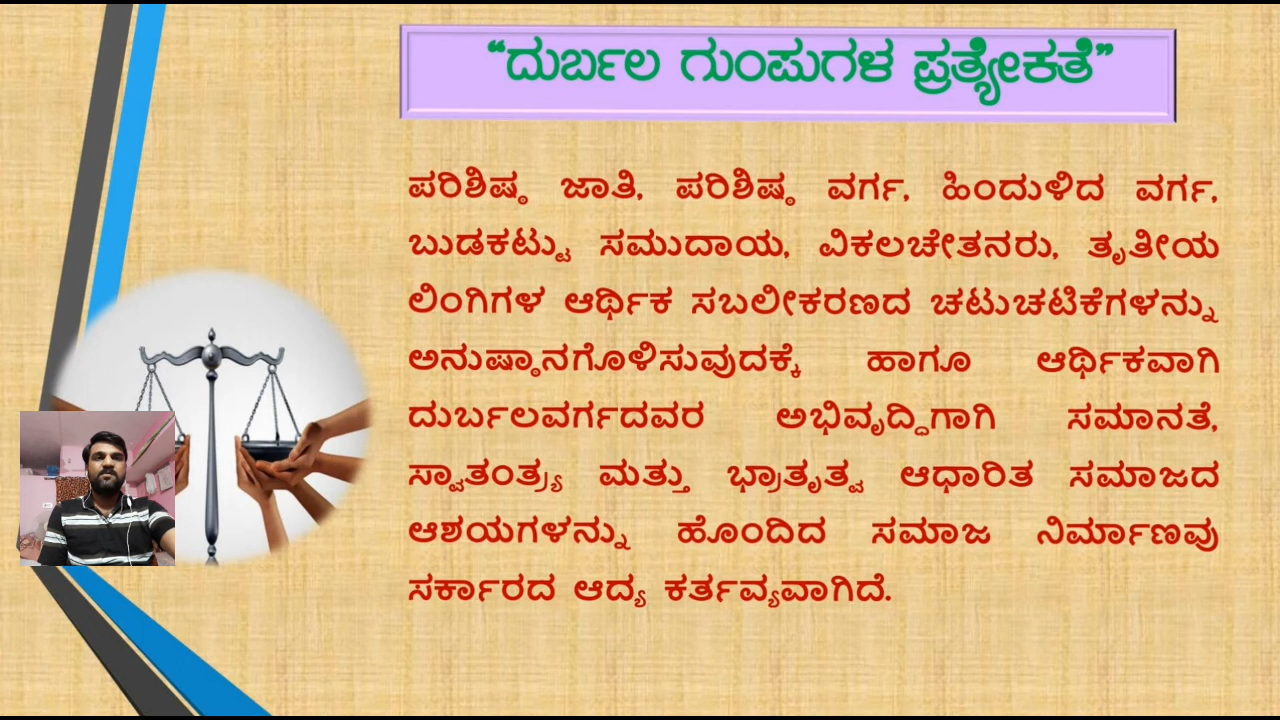 “ದುರ್ಬಲ ಗುಂಪುಗಳ ಪ್ರತ್ಯೇಕತೆ”
ಪರಿಶಿಷ್ಠ ಜಾತಿ, ಪರಿಶಿಷ್ಠ ವರ್ಗ, ಹಿಂದುಳಿದ ವರ್ಗ,
ಬುಡಕಟ್ಟು ಸಮುದಾಯ, ವಿಕಲಚೇತನರು, ತೃತೀಯ
ಲಿಂಗಿಗಳ ಆರ್ಥಿಕ ಸಬಲೀಕರಣದ ಚಟುಚಟಿಕೆಗಳನ್ನು
ಅನುಷ್ಠಾನಗೊಳಿಸುವುದಕ್ಕೆ ಹಾಗೂ ಆರ್ಥಿಕವಾಗಿ
ದುರ್ಬಲವರ್ಗದವರ ಅಭಿವೃದ್ಧಿಗಾಗಿ ಸಮಾನತೆ,
ಸ್ವಾತಂತ್ರ್ಯ ಮತ್ತು ಭ್ರಾತೃತ್ವ ಆಧಾರಿತ ಸಮಾಜದ
ಆಶಯಗಳನ್ನು ಹೊಂದಿದ ಸಮಾಜ ನಿರ್ಮಾಣವು
ಸರ್ಕಾರದ ಆದ್ಯ ಕರ್ತವ್ಯವಾಗಿದೆ.